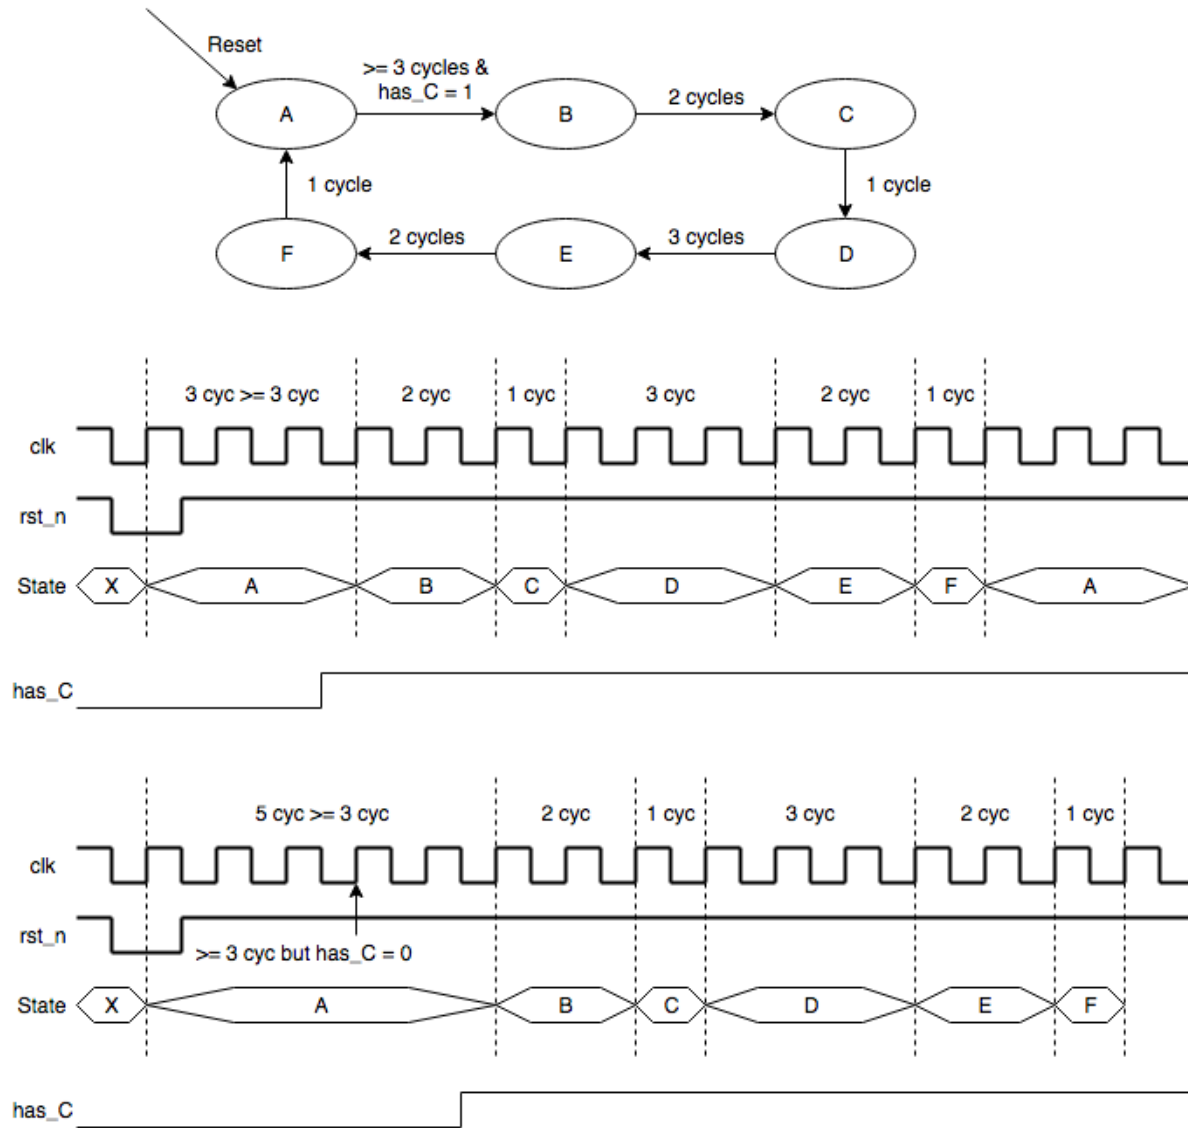 Reset
>= 3 cycles &
has_C = 1
2 cycles
A
B
C
1 cycle
1 cycle
2 cycles
3 cycles
F
E
D
3 cyc >= 3 cyc
2 cyc
1 cyc
3 cyc
2 cyc
1 cyc
clk
rst_n
State
X
A
B
C
D
E
F
A
has_C
5 cyc >= 3 cyc
2 cyc
1 cyc
3 cyc
2 cyc
1 cyc
clk
rst_n
>= 3 cyc but has_C = 0
State
X
A
B
C
D
E
F
has_C